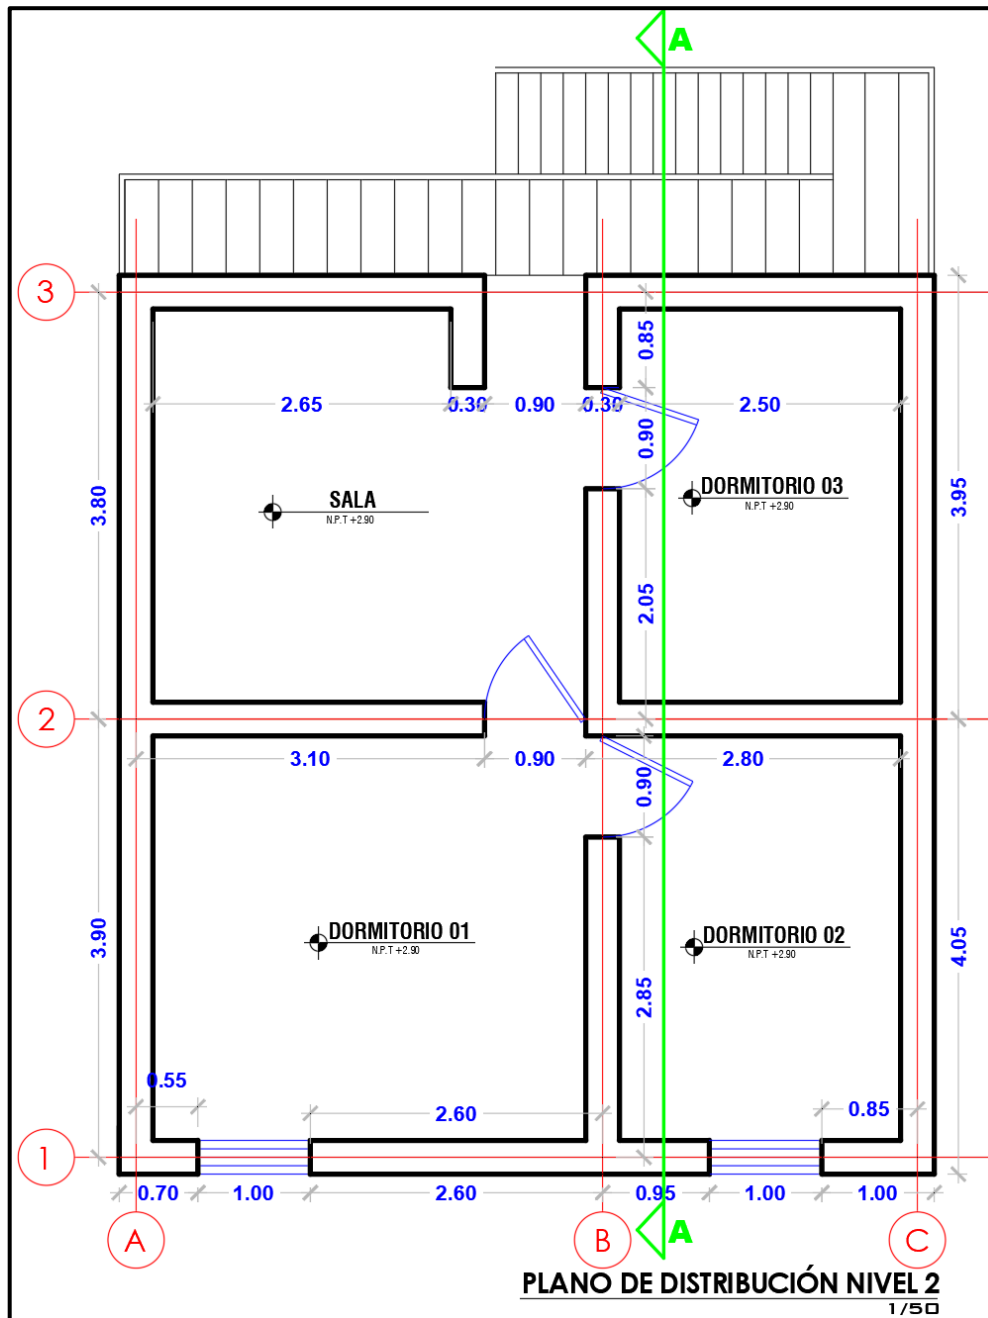 A
3
0.85
2.65
0.30
0.90
0.30
2.50
0.90
DORMITORIO 03
N.P.T +2.90
SALA
N.P.T +2.90
3.80
3.95
2.05
2
3.10
0.90
2.80
0.90
DORMITORIO 01
N.P.T +2.90
DORMITORIO 02
N.P.T +2.90
3.90
4.05
2.85
0.55
2.60
0.85
1
0.70
1.00
2.60
0.95
1.00
1.00
A
B
A
C
PLANO DE DISTRIBUCIÓN NIVEL 2
1/50